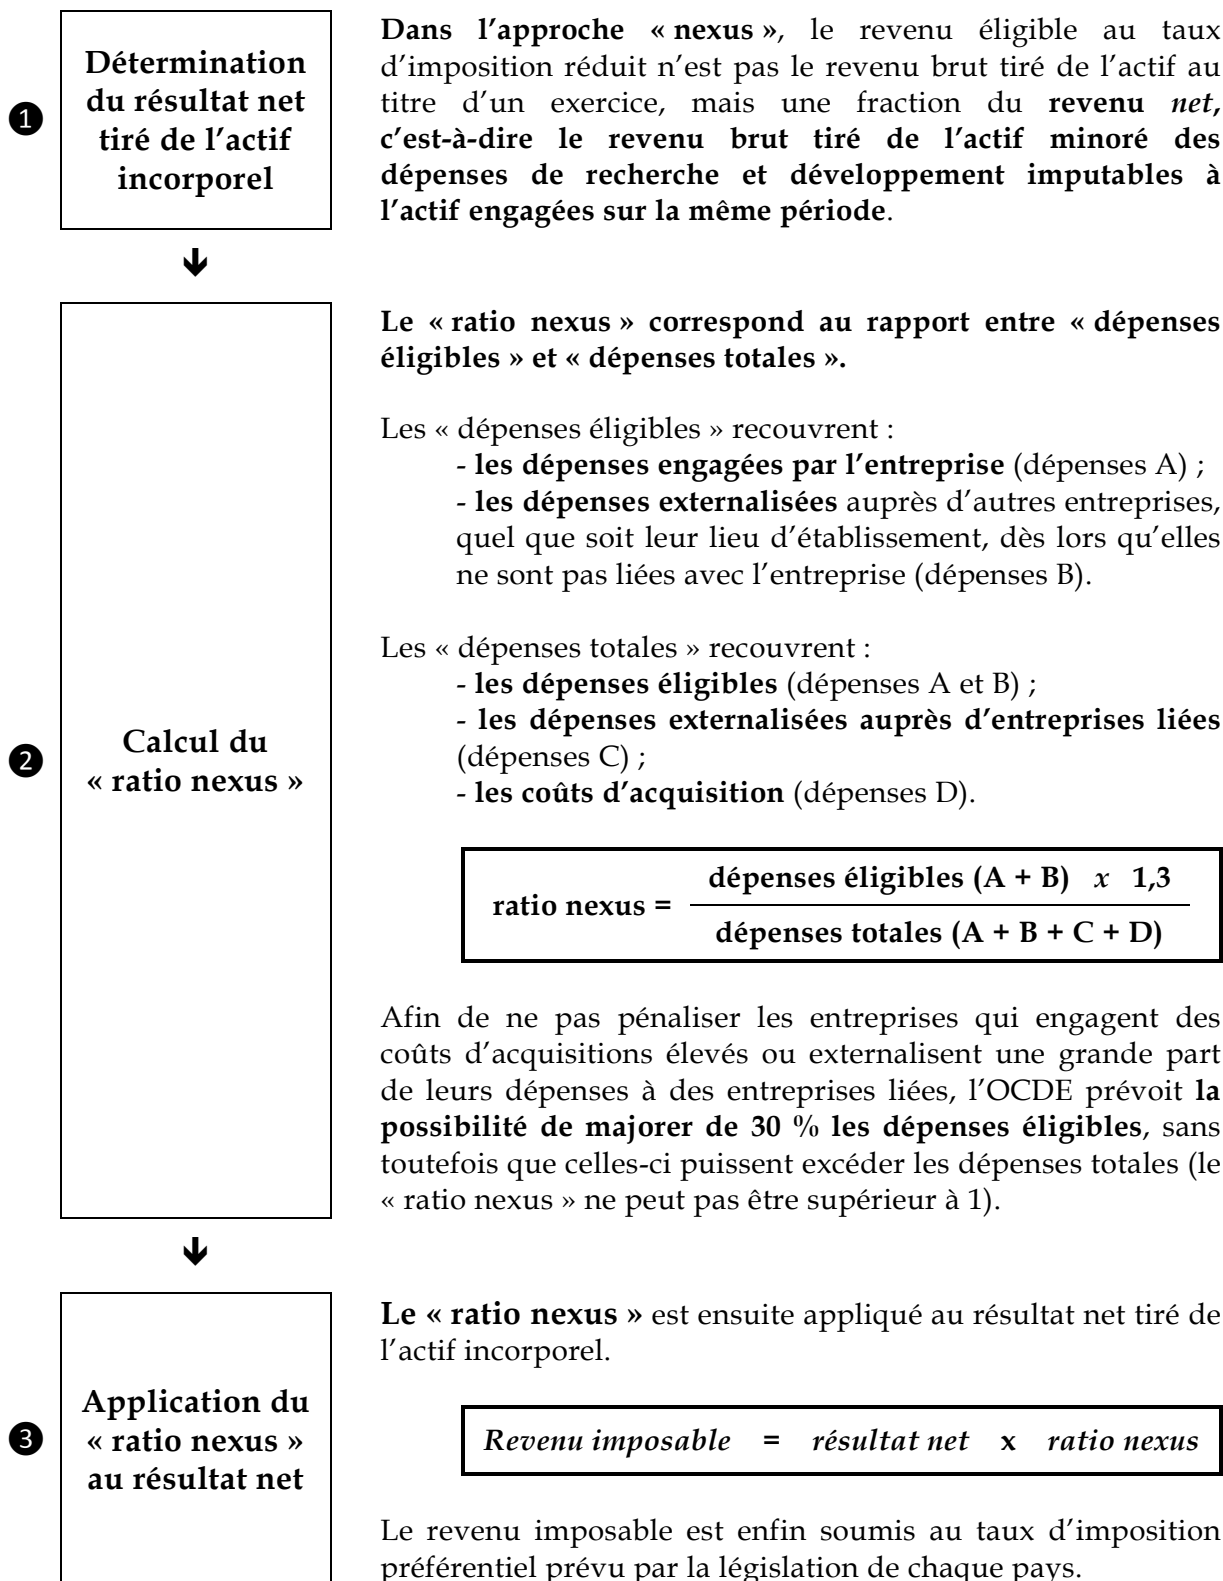 ❶
Détermination
du résultat net
tiré de l’actif
incorporel
Dans l’approche « nexus », le revenu éligible au taux
d’imposition réduit n’est pas le revenu brut tiré de l’actif au
titre d’un exercice, mais une fraction du revenu net,
c’est-à-dire le revenu brut tiré de l’actif minoré des
dépenses de recherche et développement imputables à
l’actif engagées sur la même période.
❷
Calcul du
« ratio nexus »
Le « ratio nexus » correspond au rapport entre « dépenses
éligibles » et « dépenses totales ».
Les « dépenses éligibles » recouvrent :
- les dépenses engagées par l’entreprise (dépenses A) ;
- les dépenses externalisées auprès d’autres entreprises,
quel que soit leur lieu d’établissement, dès lors qu’elles
ne sont pas liées avec l’entreprise (dépenses B).
Les « dépenses totales » recouvrent :
- les dépenses éligibles (dépenses A et B) ;
- les dépenses externalisées auprès d’entreprises liées
(dépenses C) ;
- les coûts d’acquisition (dépenses D).
dépenses éligibles (A + B) x 1,3
ratio nexus =
dépenses totales (A + B + C + D)
Afin de ne pas pénaliser les entreprises qui engagent des
coûts d’acquisitions élevés ou externalisent une grande part
de leurs dépenses à des entreprises liées, l’OCDE prévoit la
possibilité de majorer de 30 % les dépenses éligibles, sans
toutefois que celles-ci puissent excéder les dépenses totales (le
« ratio nexus » ne peut pas être supérieur à 1).
❸
Application du
« ratio nexus »
au résultat net
Le « ratio nexus » est ensuite appliqué au résultat net tiré de
l’actif incorporel.
Revenu imposable = résultat net x ratio nexus
Le revenu imposable est enfin soumis au taux d’imposition
préférentiel prévu par la législation de chaque pays.